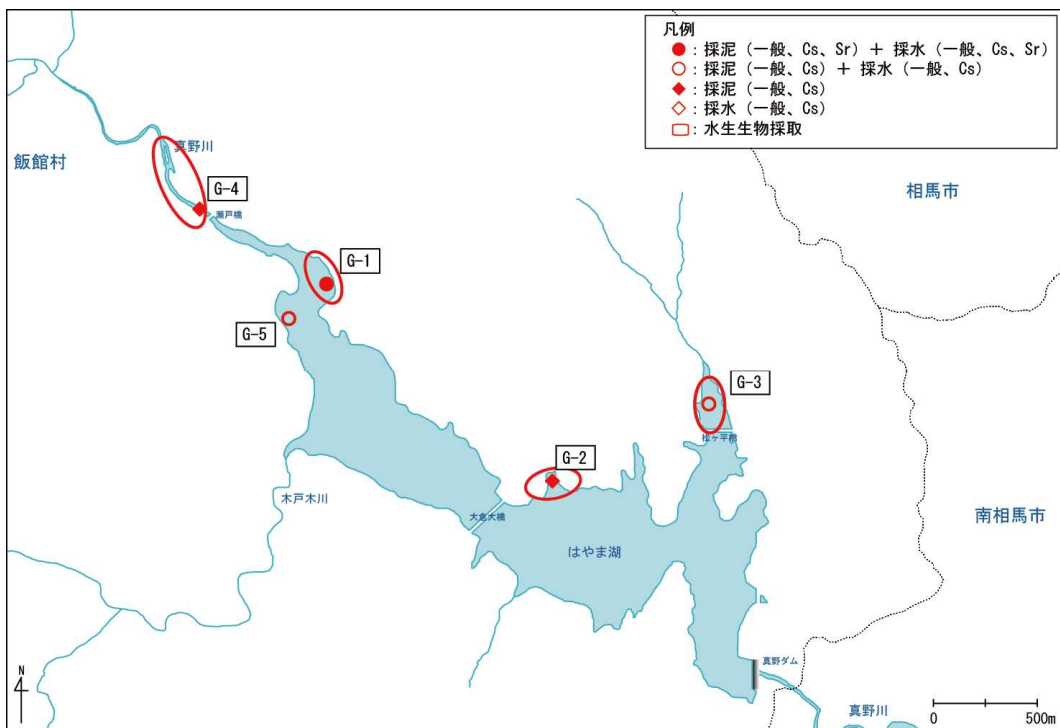 凡例
●：採泥（一般、Cs、Sr）＋ 採水（一般、Cs、Sr）
○：採泥（一般、Cs）＋ 採水（一般、Cs）
◆：採泥（一般、Cs）
◇：採水（一般、Cs）
▢：水生生物採取
真野川
飯館村
G-4
瀬戸橋
相馬市
G-1
G-5
G-3
松ヶ平橋
G-2
木戸木川
大倉大橋
南相馬市
はやま湖
真野ダム
N
真野川
0 500m